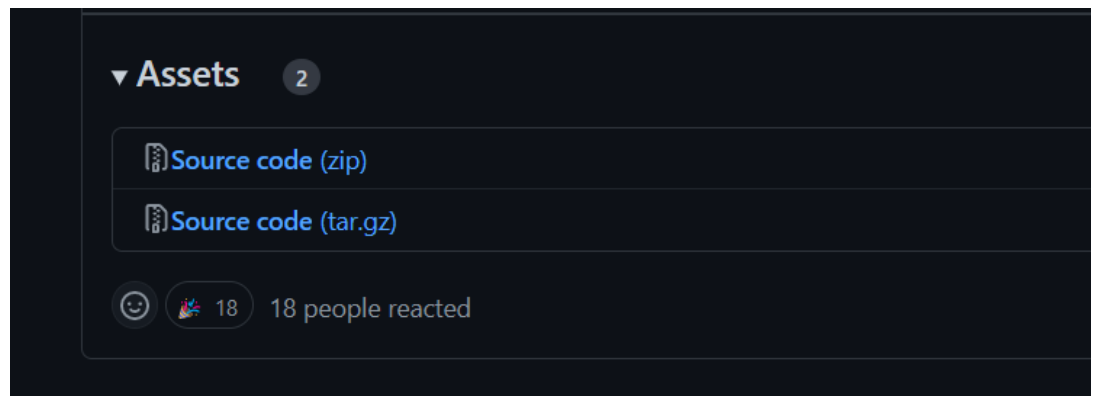 Assets 2
Source code (zip)
Source code (tar.gz)
18 18 people reacted